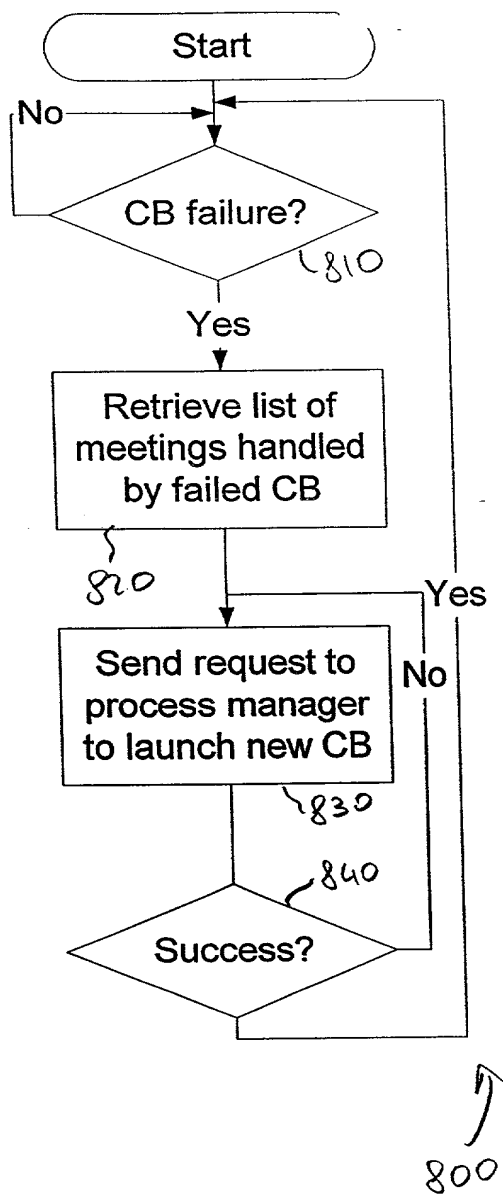 Start
No
CB failure?
810
Yes
Retrieve list of
meetings handled
by failed CB
820
Yes
No
Send request to
process manager
to launch new CB
830
840
Success?
800